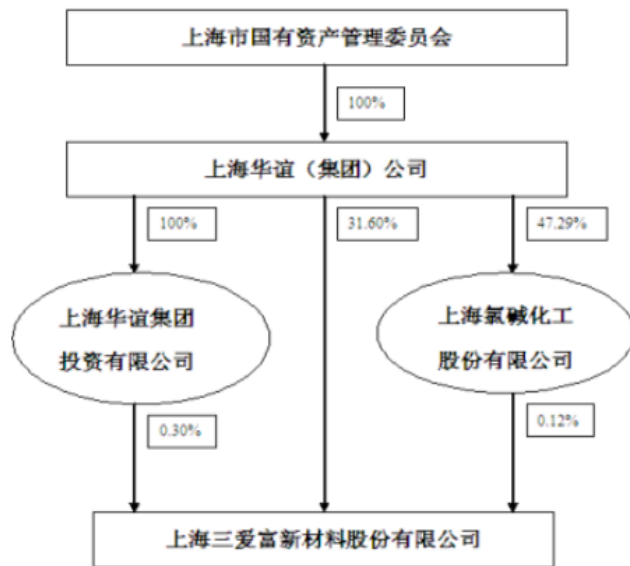 上海市国有资产管理委员会
100%
上海华谊（集团）公司
100%
31.60%
47.29%
上海华谊集团
投资有限公司
上海氯碱化工
股份有限公司
0.30%
0.12%
上海三爱富新材料股份有限公司